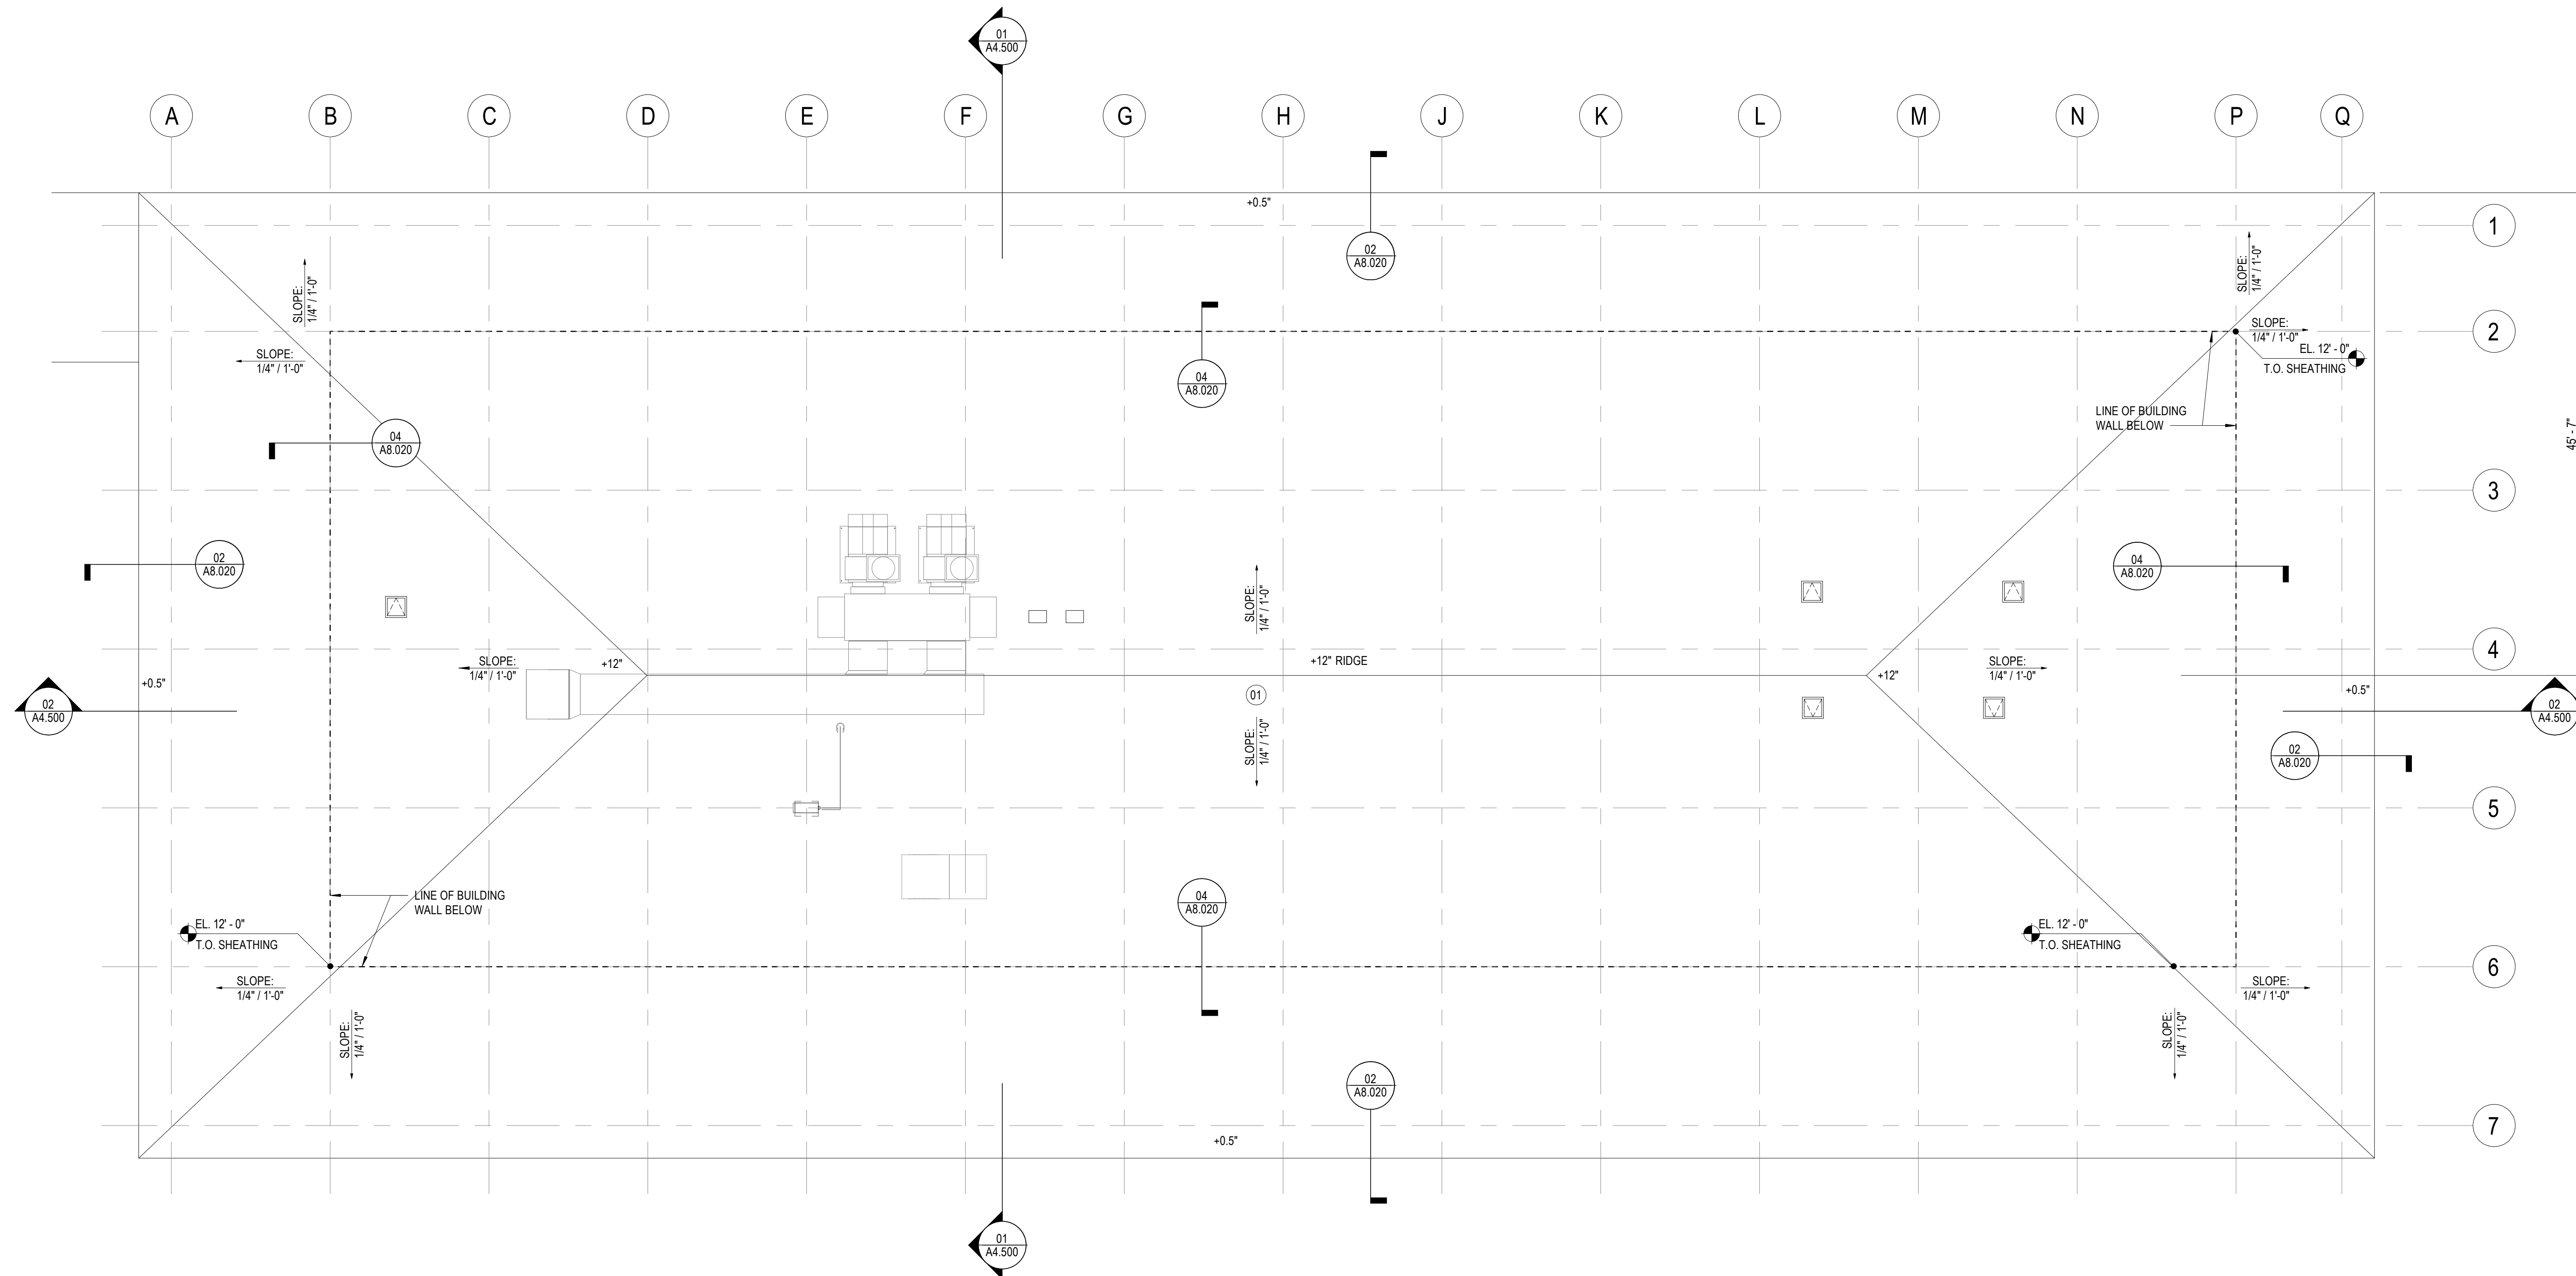 01
A4.500
A B C D E F G H J K L M N P Q
+0.5"
1
02
A8.020
SLOPE:
1/4" / 1'-0"
SLOPE:
1/4" / 1'-0"
2
SLOPE:
1/4" / 1'-0"
SLOPE:
1/4" / 1'-0"
EL. 12' - 0"
T.O. SHEATHING
04
A8.020
LINE OF BUILDING
WALL BELOW
04
A8.020
45' - 7"
3
02
A8.020
04
A8.020
SLOPE:
1/4" / 1'-0"
4
SLOPE:
1/4" / 1'-0"
+12"
+12" RIDGE
SLOPE:
1/4" / 1'-0"
+12"
+0.5"
+0.5"
01
02
A4.500
02
A4.500
SLOPE:
1/4" / 1'-0"
02
A8.020
5
LINE OF BUILDING
WALL BELOW
04
A8.020
EL. 12' - 0"
T.O. SHEATHING
EL. 12' - 0"
T.O. SHEATHING
6
SLOPE:
1/4" / 1'-0"
SLOPE:
1/4" / 1'-0"
SLOPE:
1/4" / 1'-0"
SLOPE:
1/4" / 1'-0"
02
A8.020
7
+0.5"
01
A4.500